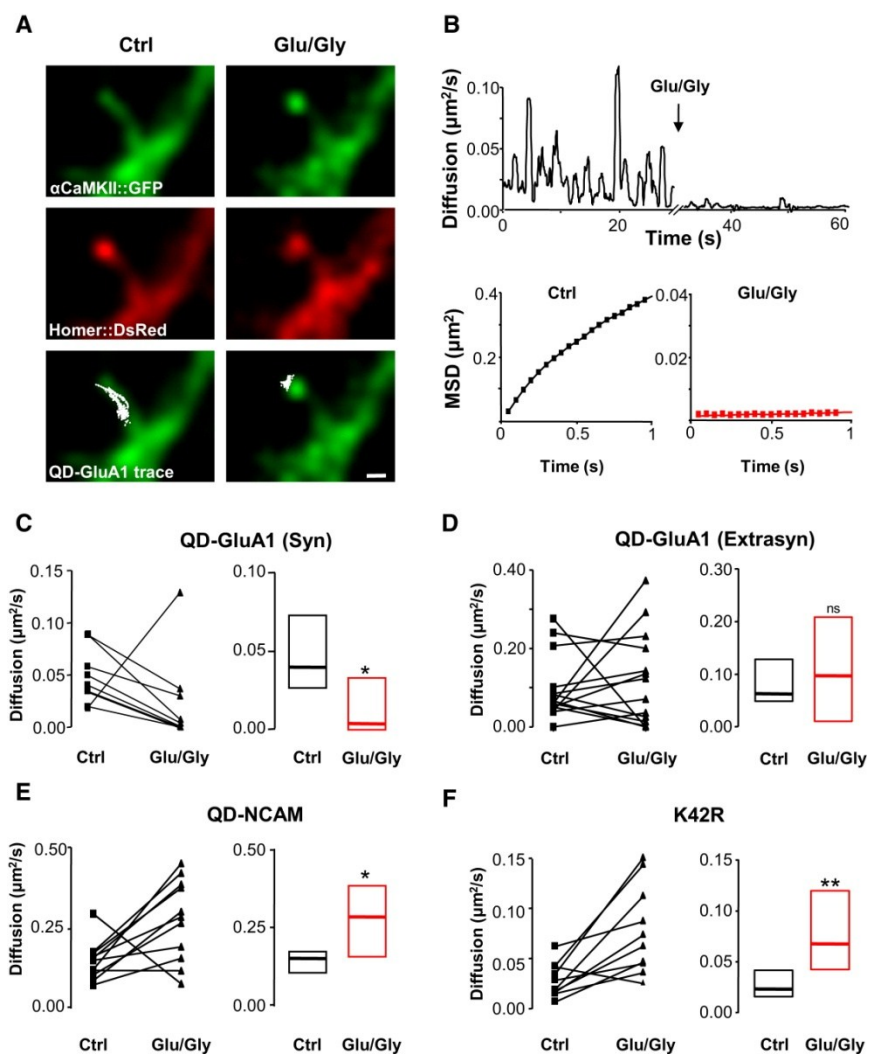 A
Ctrl
Glu/Gly
αCaMKII::GFP
Homer::DsRed
QD-GluA1 trace
B
Diffusion (µm²/s)
0.10
0.05
0.00
Glu/Gly
0
20
40
60
Time (s)
MSD (µm²)
0.4
0.2
Ctrl
0
0.5
1
Time (s)
0.04
0.02
Glu/Gly
0
0.5
1
Time (s)
C
QD-GluA1 (Syn)
Diffusion (µm²/s)
0.15
0.10
0.05
0.00
Ctrl
Glu/Gly
0.10
0.05
0.00
*
Ctrl
Glu/Gly
D
QD-GluA1 (Extrasyn)
Diffusion (µm²/s)
0.40
0.20
0.00
Ctrl
Glu/Gly
0.30
0.20
0.10
0.00
ns
Ctrl
Glu/Gly
E
QD-NCAM
Diffusion (µm²/s)
0.50
0.25
0.00
Ctrl
Glu/Gly
0.50
0.25
0.00
*
Ctrl
Glu/Gly
F
K42R
Diffusion (µm²/s)
0.15
0.10
0.05
0.00
Ctrl
Glu/Gly
0.15
0.10
0.05
0.00
**
Ctrl
Glu/Gly